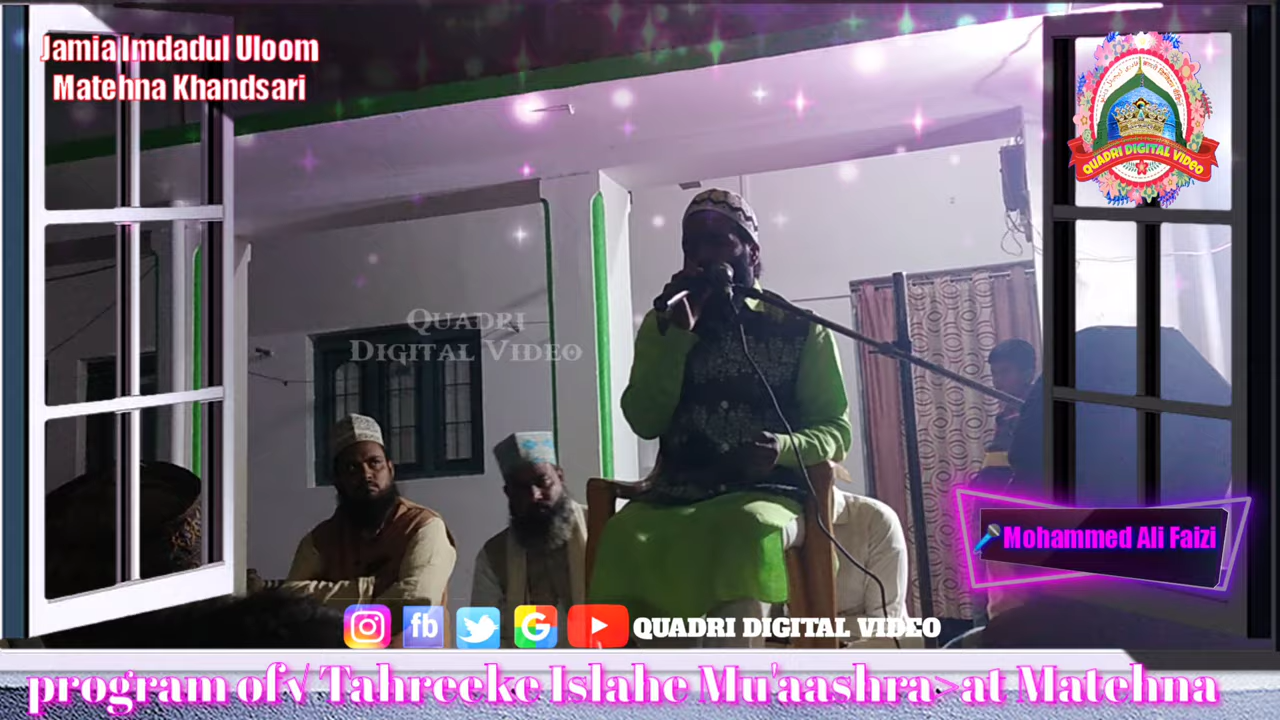 Jamia Imdadul Uloom
Matehna Khandsari
QUADRI DIGITAL VIDEO
Quadri
Digital Video
🎤Mohammed Ali Faizi
fb
G
QUADRI DIGITAL VIDEO
program of√ Tahreeke Islahe Mu'aashra>at Matehna